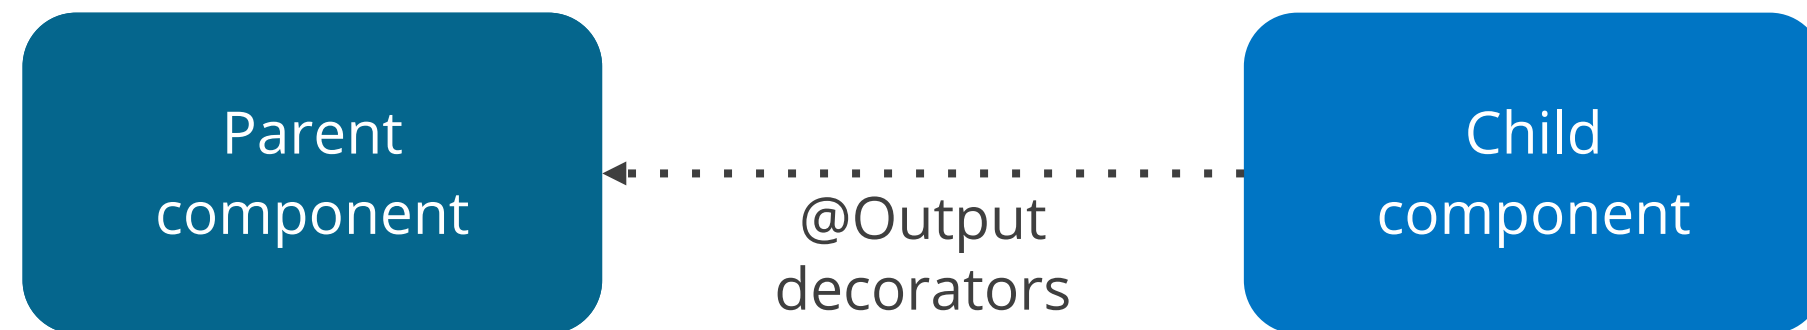 Parent
component
@Output
decorators
Child
component